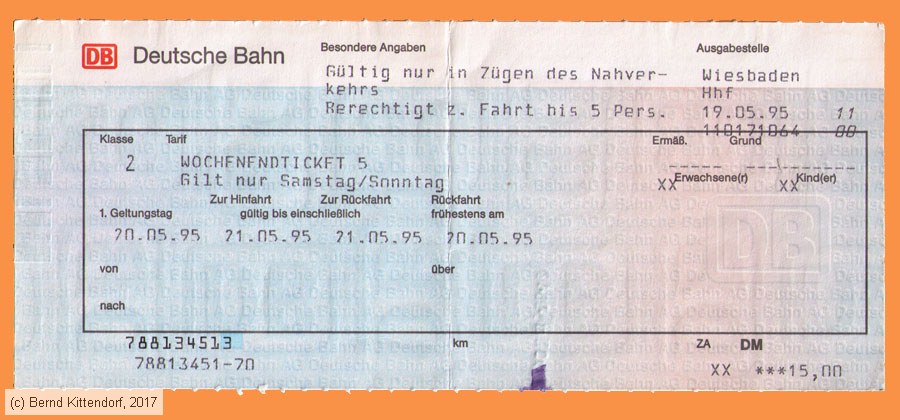 DB Deutsche Bahn
Besondere Angaben
Ausgabestelle
Gültig nur in Zügen des Nahver-
kehrs
Berechtigt z. Fahrt bis 5 Pers.
Wiesbaden
Hbf
19.05.95 11
110171064 00
Klasse Tarif Ermäß. Grund
2 WOCHENENDTICKET 5
Gilt nur Samstag/Sonntag
XX Erwachsene(r) XX Kind(er)
Zur Hinfahrt Zur Rückfahrt Rückfahrt
1. Geltungstag gültig bis einschließlich frühestens am
20.05.95 21.05.95 21.05.95 20.05.95
DB
von über
nach
788134513 km ZA DM
78813451-70 XX ***15,00
(c) Bernd Kittendorf, 2017